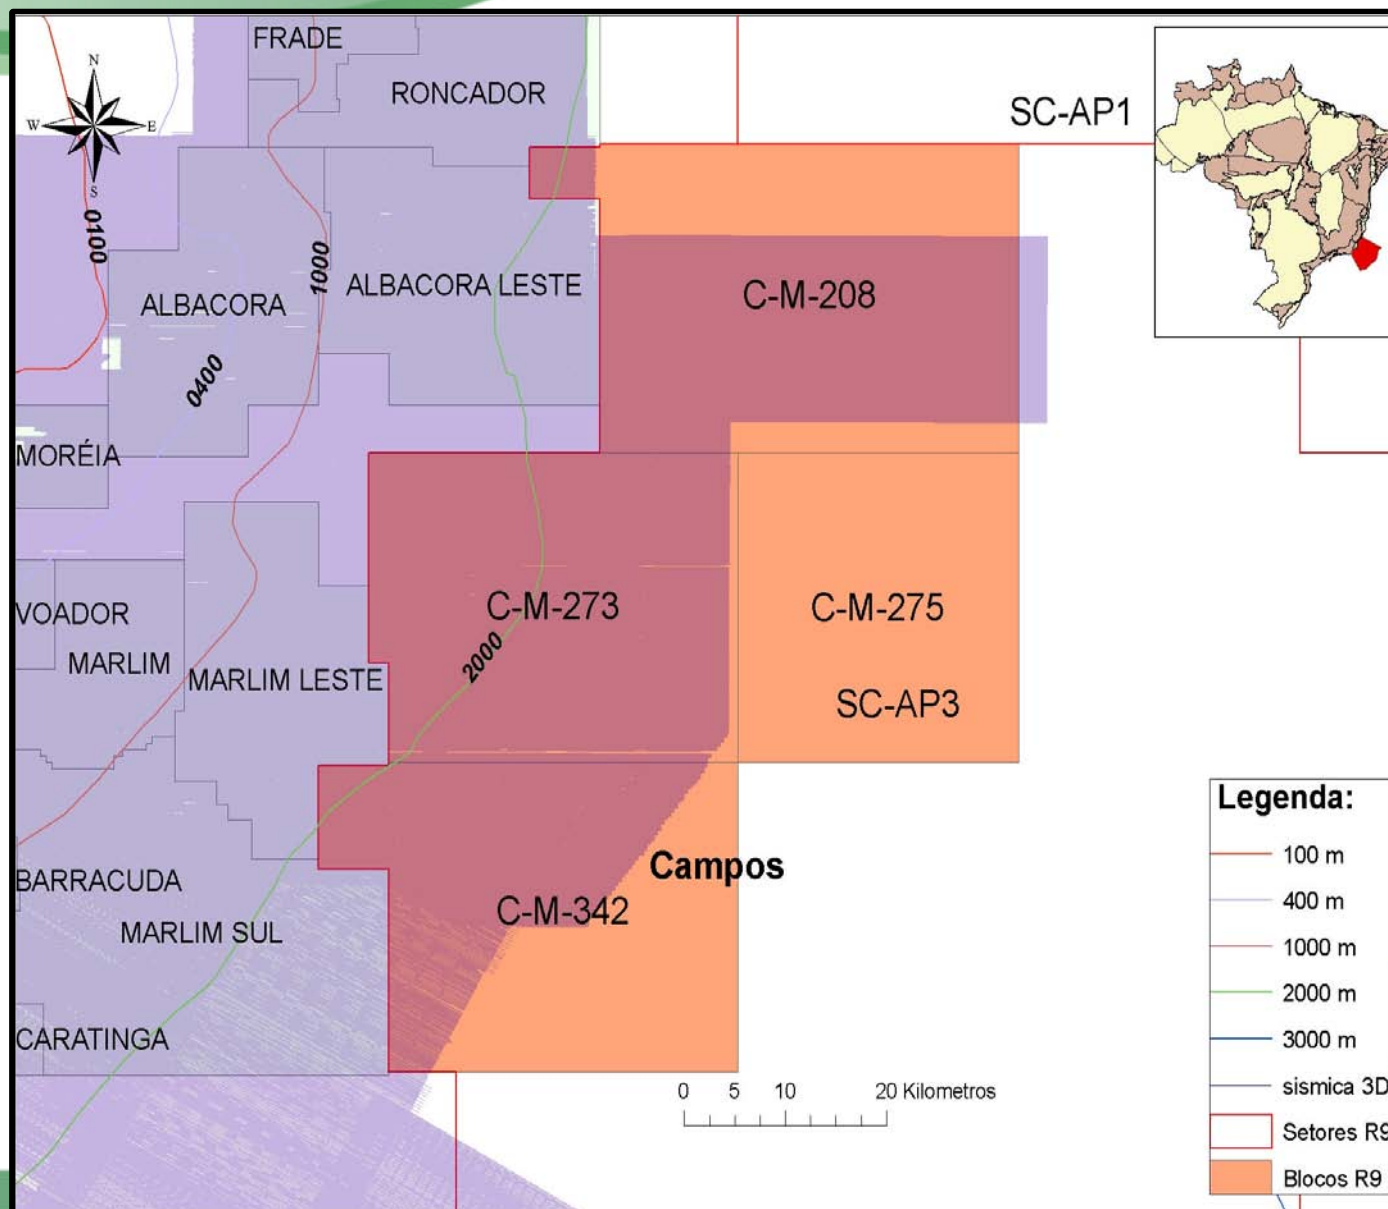 FRADE
RONCADOR
SC-AP1
N
W
E
S
0100
1000
ALBACORA LESTE
C-M-208
ALBACORA
0400
MORÉIA
C-M-273
C-M-275
VOADOR
MARLIM
2000
MARLIM LESTE
SC-AP3
Legenda:
100 m
400 m
1000 m
2000 m
3000 m
sismica 3D
Setores R9
Blocos R9
Campos
BARRACUDA
C-M-342
MARLIM SUL
CARATINGA
0 5 10 20 Kilometros